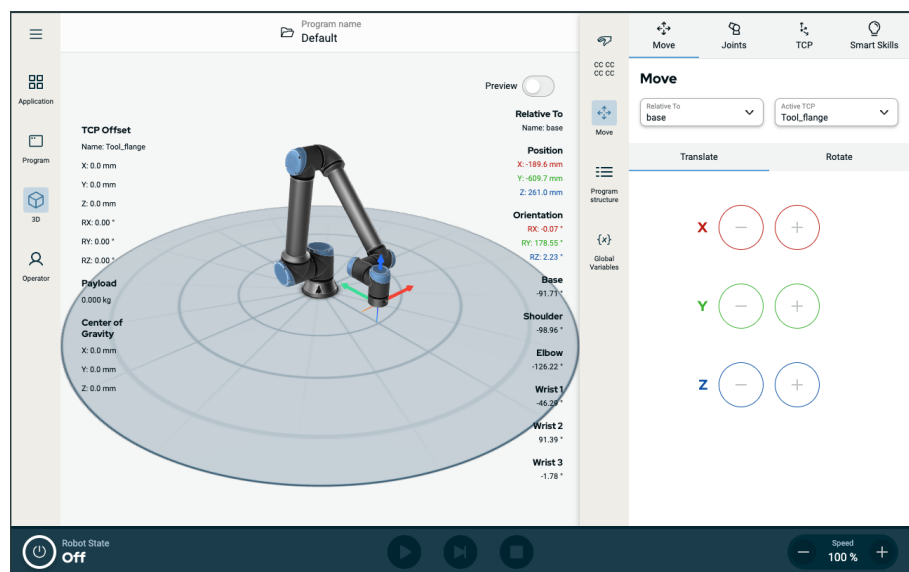 Program name
Default
Application
Program
3D
Operator
Preview
TCP Offset
Name: Tool_flange
X: 0.0 mm
Y: 0.0 mm
Z: 0.0 mm
RX: 0.00 °
RY: 0.00 °
RZ: 0.00 °
Payload
0.000 kg
Center of
Gravity
X: 0.0 mm
Y: 0.0 mm
Z: 0.0 mm
Relative To
Name: base
Position
X: -189.6 mm
Y: -609.7 mm
Z: 261.0 mm
Orientation
RX: -0.07 °
RY: 178.55 °
RZ: 2.23 °
Base
-91.71 °
Shoulder
-98.96 °
Elbow
-126.22 °
Wrist 1
-46.29 °
Wrist 2
91.39 °
Wrist 3
-1.78 °
CC CC
CC CC
Move
Program
structure
{x}
Global
Variables
Move
Joints
TCP
Smart Skills
Move
Relative To
base
Active TCP
Tool_flange
Translate
Rotate
X − +
Y − +
Z − +
Robot State
Off
Speed
− 100 % +